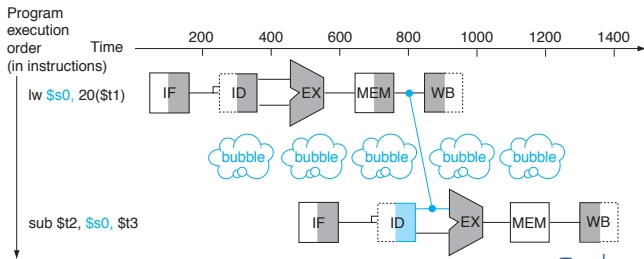 Program
execution
order
(in instructions)
Time
200 400 600 800 1000 1200 1400
lw $s0, 20($t1)
IF ID EX MEM WB
bubble bubble bubble bubble bubble
sub $t2, $s0, $t3
IF ID EX MEM WB